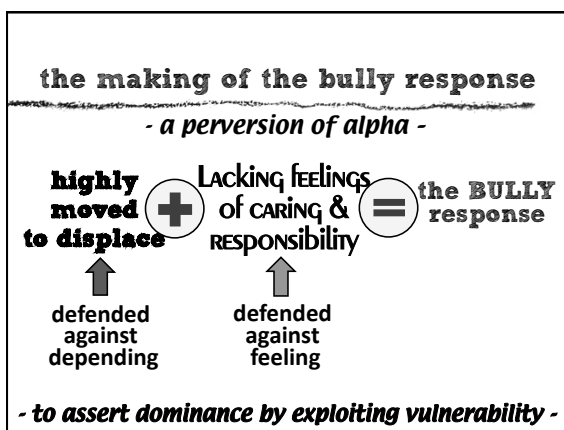 the making of the bully response
- a perversion of alpha -
highly
moved
to displace
+
Lacking feelings
of caring &
responsibility
=
the BULLY
response
defended
against
depending
defended
against
feeling
- to assert dominance by exploiting vulnerability -